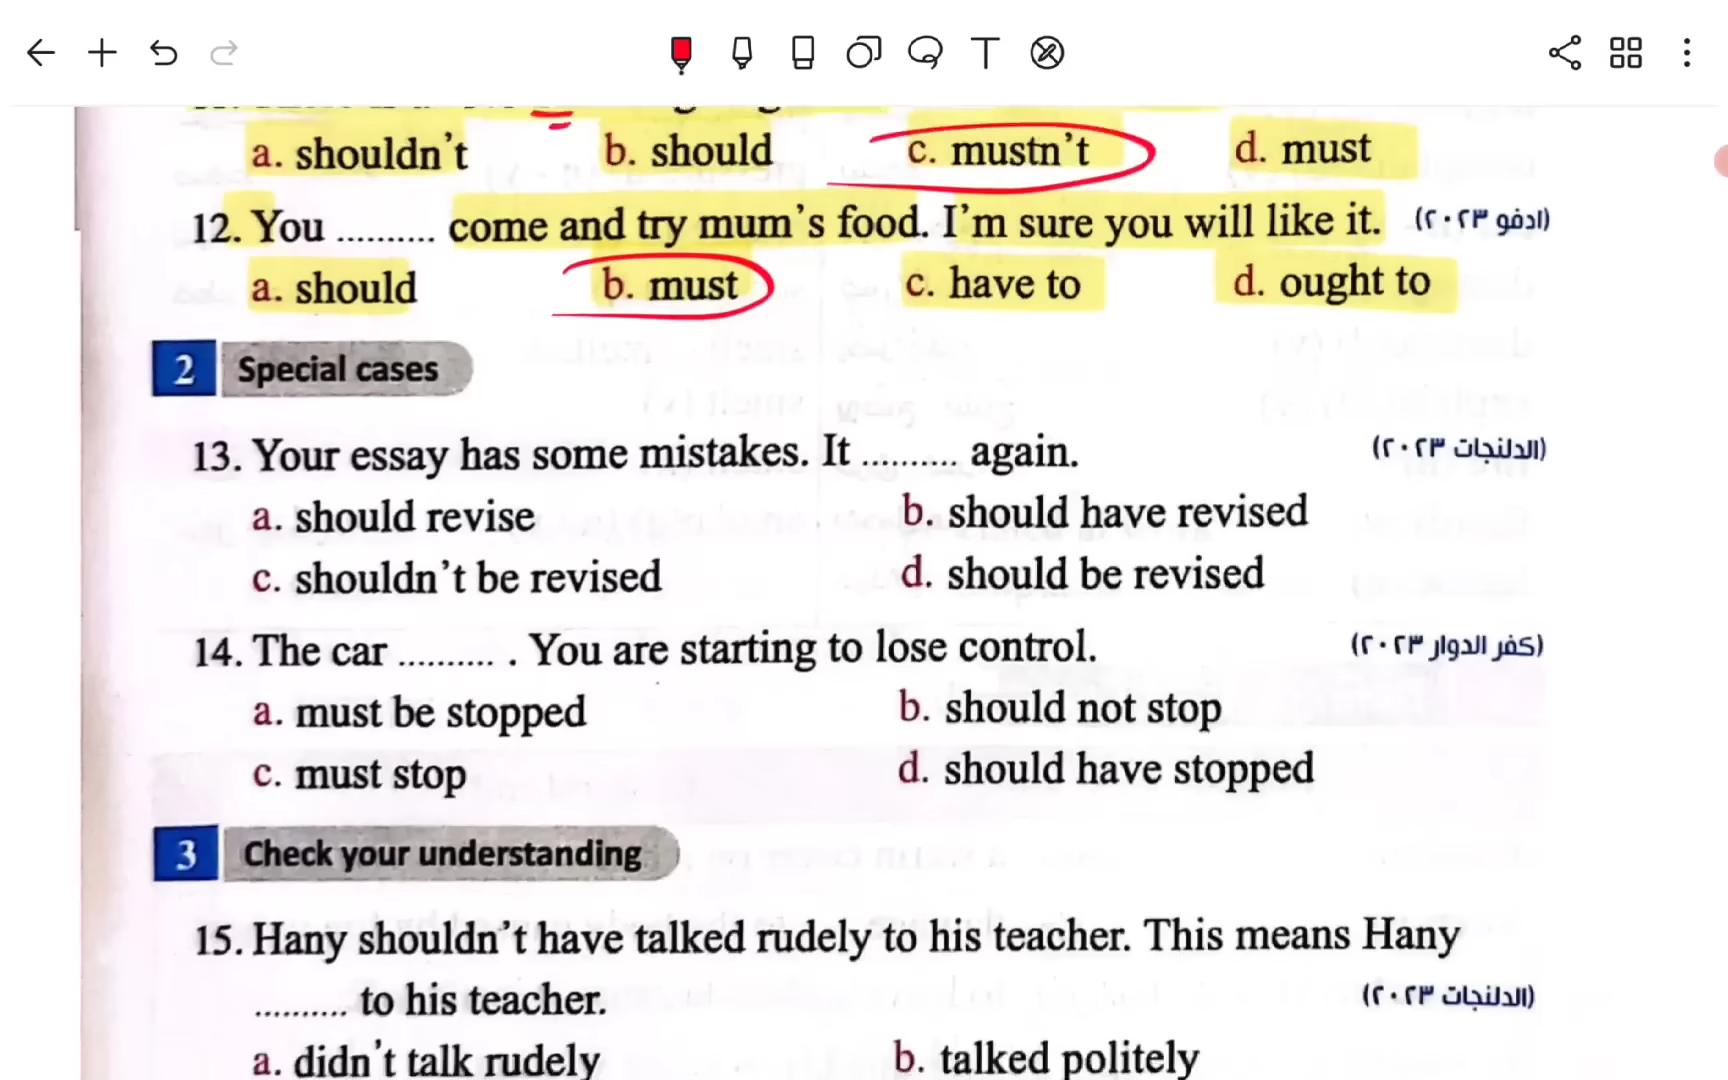 a. shouldn't b. should c. mustn't d. must
12. You .......... come and try mum's food. I'm sure you will like it. (ادفو ٢٠٢٣)
a. should b. must c. have to d. ought to
2 Special cases
13. Your essay has some mistakes. It .......... again. (الدلنجات ٢٠٢٣)
a. should revise b. should have revised
c. shouldn't be revised d. should be revised
14. The car .......... . You are starting to lose control. (كفر الدوار ٢٠٢٣)
a. must be stopped b. should not stop
c. must stop d. should have stopped
3 Check your understanding
15. Hany shouldn't have talked rudely to his teacher. This means Hany
.......... to his teacher. (الدلنجات ٢٠٢٣)
a. didn't talk rudely b. talked politely